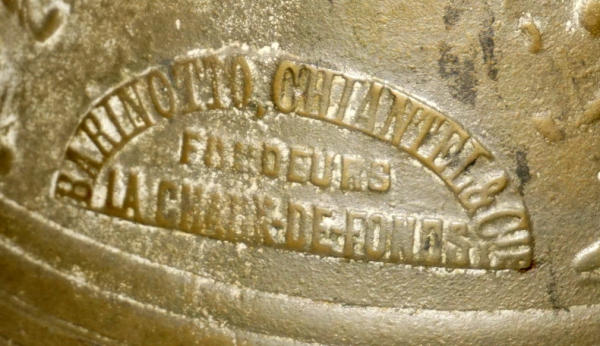 BARINOTTO, CHIANTEL & Cie
FONDEURS
LA CHAUX-DE-FONDS